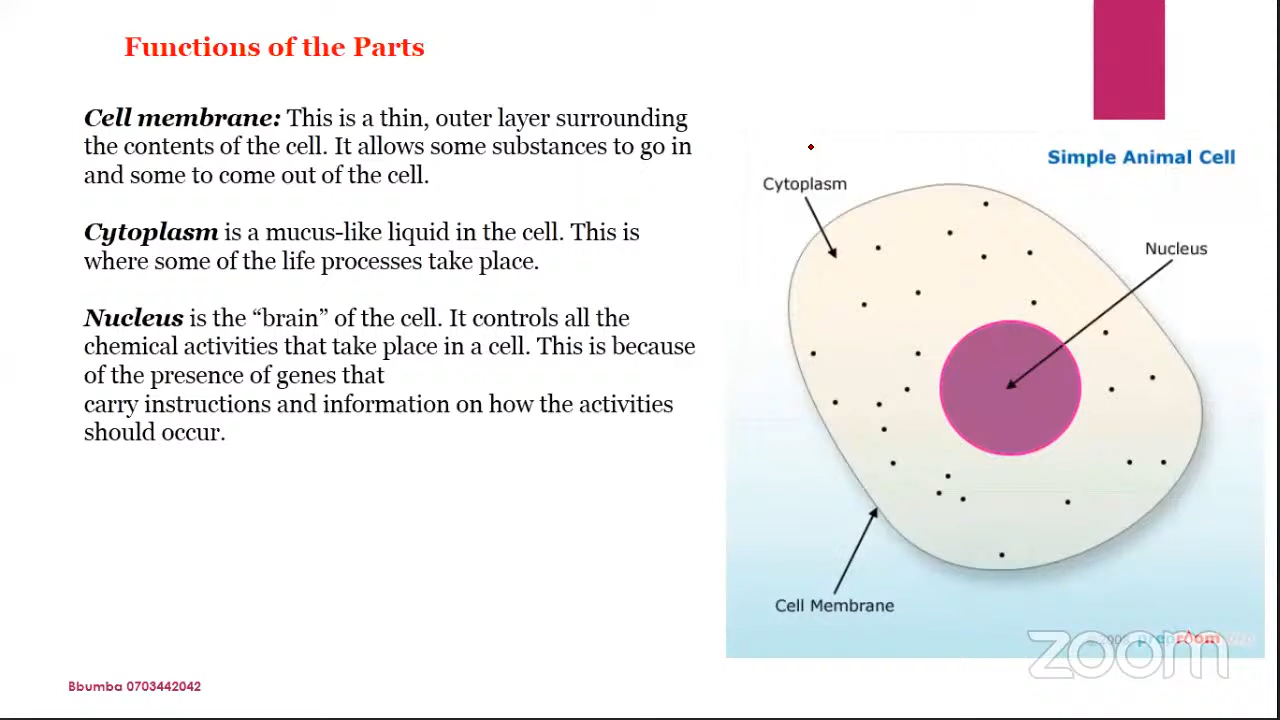 Functions of the Parts
Cell membrane: This is a thin, outer layer surrounding
the contents of the cell. It allows some substances to go in
and some to come out of the cell.
Cytoplasm is a mucus-like liquid in the cell. This is
where some of the life processes take place.
Nucleus is the “brain” of the cell. It controls all the
chemical activities that take place in a cell. This is because
of the presence of genes that
carry instructions and information on how the activities
should occur.
Simple Animal Cell
Cytoplasm
Nucleus
Cell Membrane
zoom
Bbumba 0703442042